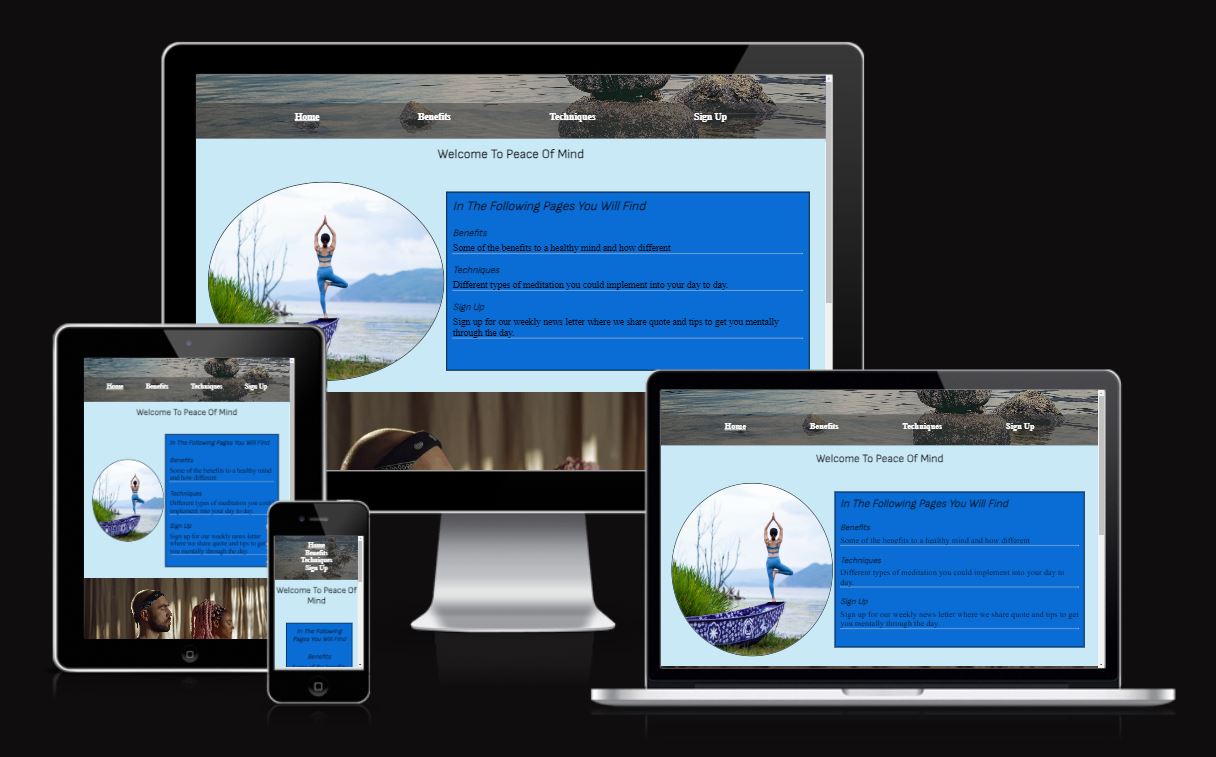 Home Benefits Techniques Sign Up
Welcome To Peace Of Mind
In The Following Pages You Will Find
Benefits
Some of the benefits to a healthy mind and how different
Techniques
Different types of meditation you could implement into your day to day.
Sign Up
Sign up for our weekly news letter where we share quote and tips to get you mentally
through the day.
Home Benefits Techniques Sign Up
Welcome To Peace Of Mind
In The Following Pages You Will Find
Benefits
Some of the benefits to a healthy mind
and how different
Techniques
Different types of meditation you could
implement into your day to day.
Sign Up
Sign up for our weekly news letter
where we share quote and tips to get
you mentally through the day.
Home
Benefits
Techniques
Sign Up
Welcome To Peace Of
Mind
In The Following
Pages You Will Find
Benefits
Home Benefits Techniques Sign Up
Welcome To Peace Of Mind
In The Following Pages You Will Find
Benefits
Some of the benefits to a healthy mind and how different
Techniques
Different types of meditation you could implement into your day to
day.
Sign Up
Sign up for our weekly news letter where we share quote and tips to get
you mentally through the day.